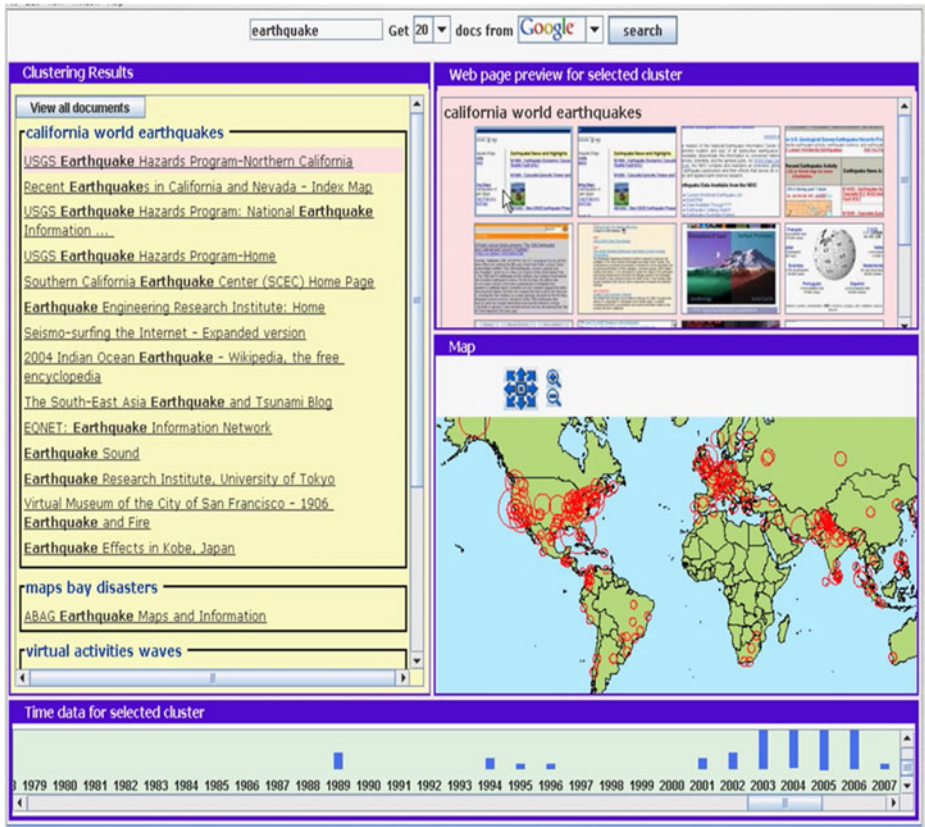 earthquake Get 20 docs from Google search
Clustering Results
View all documents
california world earthquakes
USGS Earthquake Hazards Program-Northern California
Recent Earthquakes in California and Nevada - Index Map
USGS Earthquake Hazards Program: National Earthquake
Information ...
USGS Earthquake Hazards Program-Home
Southern California Earthquake Center (SCEC) Home Page
Earthquake Engineering Research Institute: Home
Seismo-surfing the Internet - Expanded version
2004 Indian Ocean Earthquake - Wikipedia, the free
encyclopedia
The South-East Asia Earthquake and Tsunami Blog
EQNET: Earthquake Information Network
Earthquake Sound
Earthquake Research Institute, University of Tokyo
Virtual Museum of the City of San Francisco - 1906
Earthquake and Fire
Earthquake Effects in Kobe, Japan
maps bay disasters
ABAG Earthquake Maps and Information
virtual activities waves
Web page preview for selected cluster
california world earthquakes
Map
Time data for selected cluster
1979 1980 1981 1982 1983 1984 1985 1986 1987 1988 1989 1990 1991 1992 1993 1994 1995 1996 1997 1998 1999 2000 2001 2002 2003 2004 2005 2006 2007